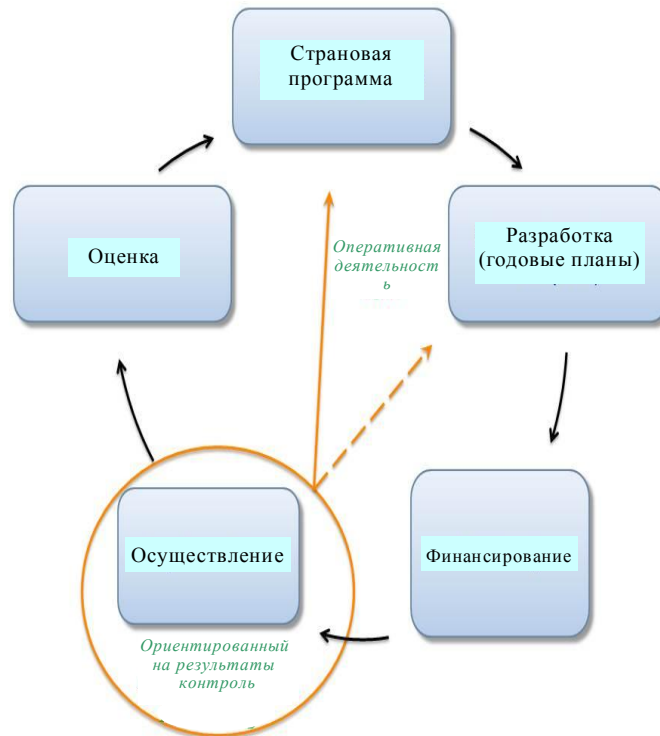 Страновая
программа
Оценка
Оперативная
деятельност
ь
Разработка
(годовые планы)
Осуществление
Финансирование
Ориентированный
на результаты
контроль